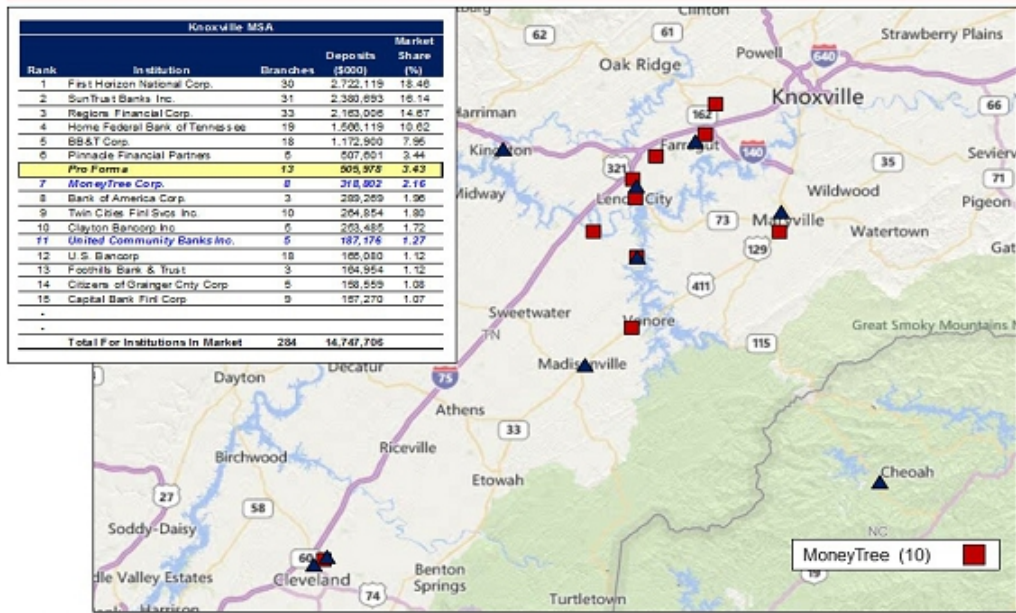 Knoxville MSA
Rank Institution Branches Deposits ($000) Market Share (%)
1 First Horizon National Corp. 30 2,722,119 18.46
2 SunTrust Banks Inc. 31 2,380,693 16.14
3 Regions Financial Corp. 33 2,163,006 14.67
4 Home Federal Bank of Tennessee 19 1,566,119 10.62
5 BB&T Corp. 18 1,172,900 7.95
6 Pinnacle Financial Partners 6 507,601 3.44
Pro Forma 13 505,978 3.43
7 MoneyTree Corp. 8 318,802 2.16
8 Bank of America Corp. 3 289,269 1.96
9 Twin Cities Finl Svcs Inc. 10 264,854 1.80
10 Clayton Bancorp Inc 6 253,485 1.72
11 United Community Banks Inc. 5 187,176 1.27
12 U.S. Bancorp 18 165,080 1.12
13 Foothills Bank & Trust 3 164,954 1.12
14 Citizens of Grainger Cnty Corp 5 158,559 1.08
15 Capital Bank Finl Corp 9 157,270 1.07
-
-
Total For Institutions In Market 284 14,747,706
Clinton
62
61
Strawberry Plains
Powell
Oak Ridge
640
Knoxville
Harriman
162
66
Kingston
Farragut
140
321
35
Sevier
71
Midway
Lenoir City
Wildwood
Pigeon
73
Maryville
Watertown
129
Gat
411
Sweetwater
Vonore
TN
Great Smoky Mountains N
115
Madisonville
Decatur
Dayton
75
Athens
33
Riceville
Birchwood
Etowah
Cheoah
27
58
Soddy-Daisy
NC
60
MoneyTree (10)
dle Valley Estates
Cleveland
Benton
Springs
19
74
Turtletown
Harrison